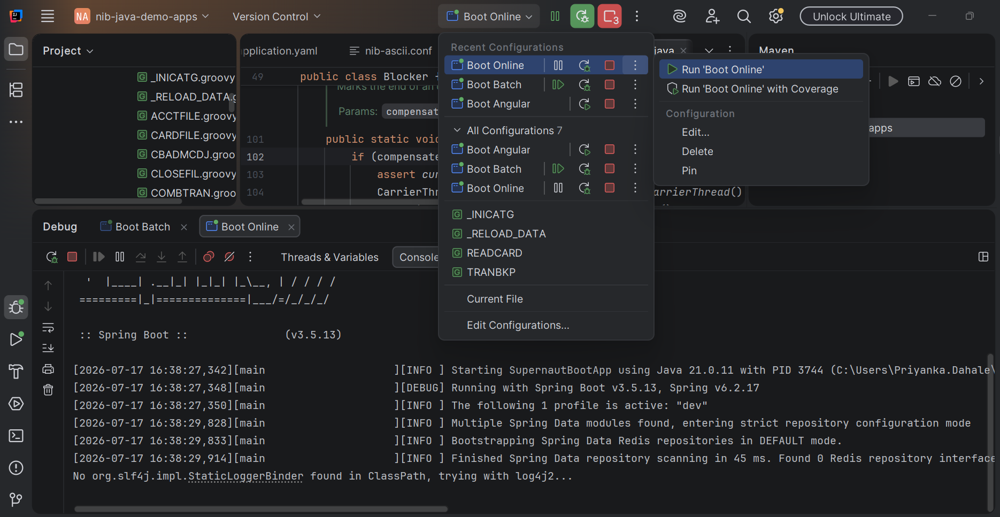 NA nib-java-demo-apps
Version Control
Boot Online
3
Unlock Ultimate
Project
_INICATG.groovy
_RELOAD_DATA.g
ACCTFILE.groovy
CARDFILE.groovy
CBADMCDJ.groo
CLOSEFIL.groovy
COMBTRAN.groo
pplication.yaml
nib-ascii.conf
java
49 public class Blocker {
Marks the end of an
Params: compensat
101 public static void
102 if (compensate
103 assert cur
104 CarrierThr
arrierThread()
Maven
apps
Recent Configurations
Boot Online
Boot Batch
Boot Angular
All Configurations 7
Boot Angular
Boot Batch
Boot Online
_INICATG
_RELOAD_DATA
READCARD
TRANBKP
Current File
Edit Configurations...
Run 'Boot Online'
Run 'Boot Online' with Coverage
Configuration
Edit...
Delete
Pin
Debug
Boot Batch
Boot Online
Threads & Variables
Console
'  |____| .__|_| |_|_| |_\__, | / / / /
=========|_|==============|___/=/_/_/_/
:: Spring Boot :: (v3.5.13)
[2026-07-17 16:38:27,342][main ][INFO ] Starting SupernautBootApp using Java 21.0.11 with PID 3744 (C:\Users\Priyanka.Dahale\
[2026-07-17 16:38:27,348][main ][DEBUG] Running with Spring Boot v3.5.13, Spring v6.2.17
[2026-07-17 16:38:27,350][main ][INFO ] The following 1 profile is active: "dev"
[2026-07-17 16:38:29,828][main ][INFO ] Multiple Spring Data modules found, entering strict repository configuration mode
[2026-07-17 16:38:29,833][main ][INFO ] Bootstrapping Spring Data Redis repositories in DEFAULT mode.
[2026-07-17 16:38:29,914][main ][INFO ] Finished Spring Data repository scanning in 45 ms. Found 0 Redis repository interface
No org.slf4j.impl.StaticLoggerBinder found in ClassPath, trying with log4j2...